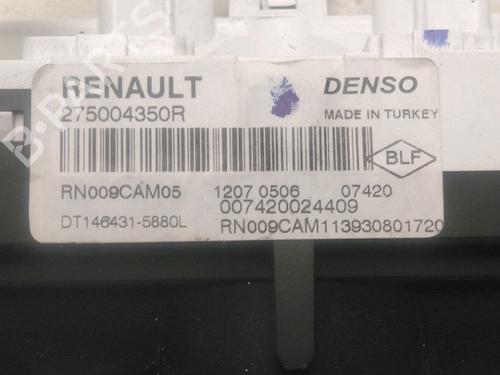 RENAULT DENSO
275004350R MADE IN TURKEY
BLF
RN009CAM05 1207 0506 07420
007420024409
DT146431-5880L RN009CAM113930801720
B-PARTS